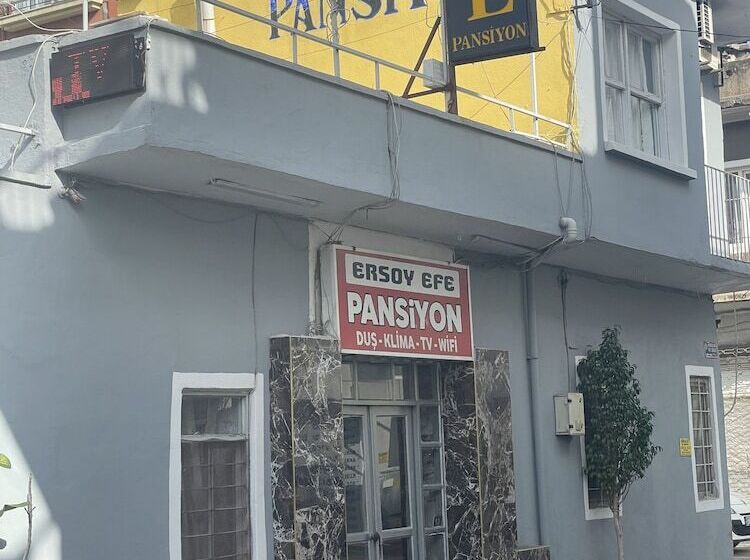 PANSİY
E
PANSİYON
ERSOY EFE
PANSİYON
DUŞ-KLİMA-TV-WİFİ